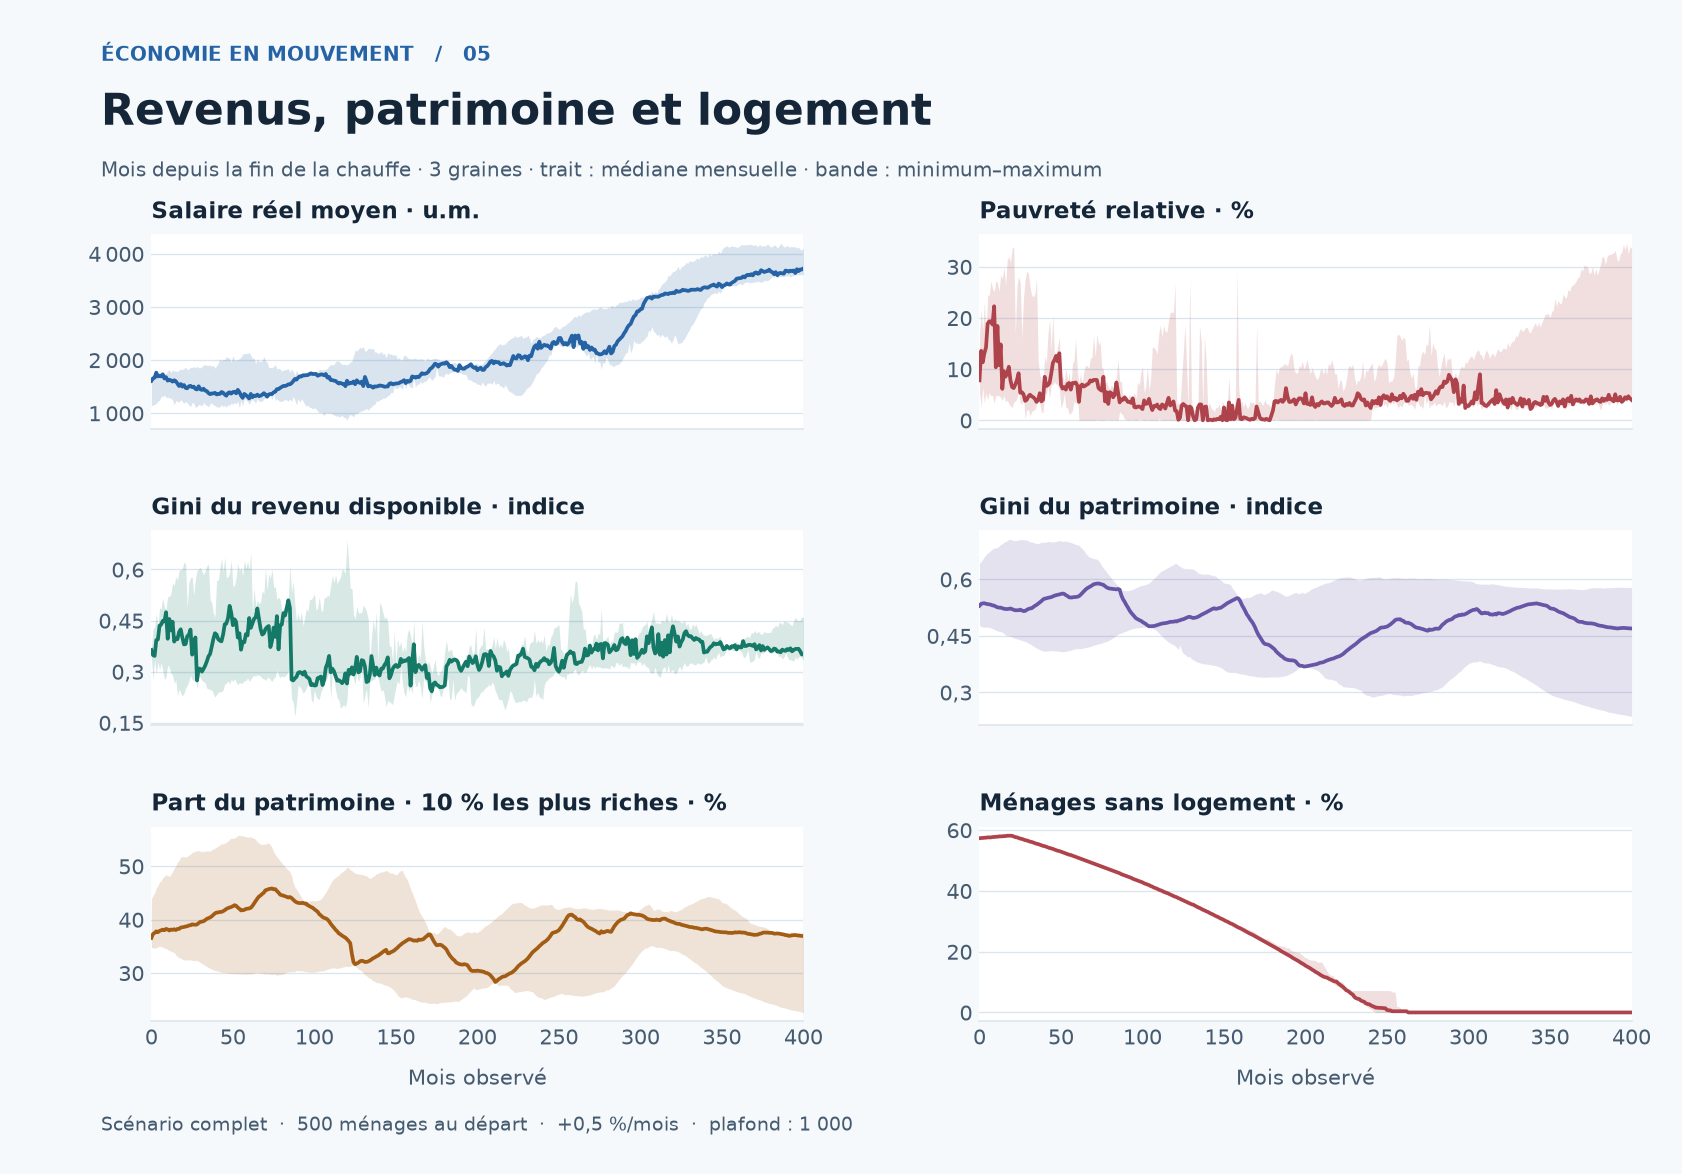 ÉCONOMIE EN MOUVEMENT / 05
Revenus, patrimoine et logement
Mois depuis la fin de la chauffe · 3 graines · trait : médiane mensuelle · bande : minimum–maximum
Salaire réel moyen · u.m.
4 000
3 000
2 000
1 000
Pauvreté relative · %
30
20
10
0
Gini du revenu disponible · indice
0,6
0,45
0,3
0,15
Gini du patrimoine · indice
0,6
0,45
0,3
Part du patrimoine · 10 % les plus riches · %
50
40
30
0 50 100 150 200 250 300 350 400
Mois observé
Ménages sans logement · %
60
40
20
0
0 50 100 150 200 250 300 350 400
Mois observé
Scénario complet · 500 ménages au départ · +0,5 %/mois · plafond : 1 000